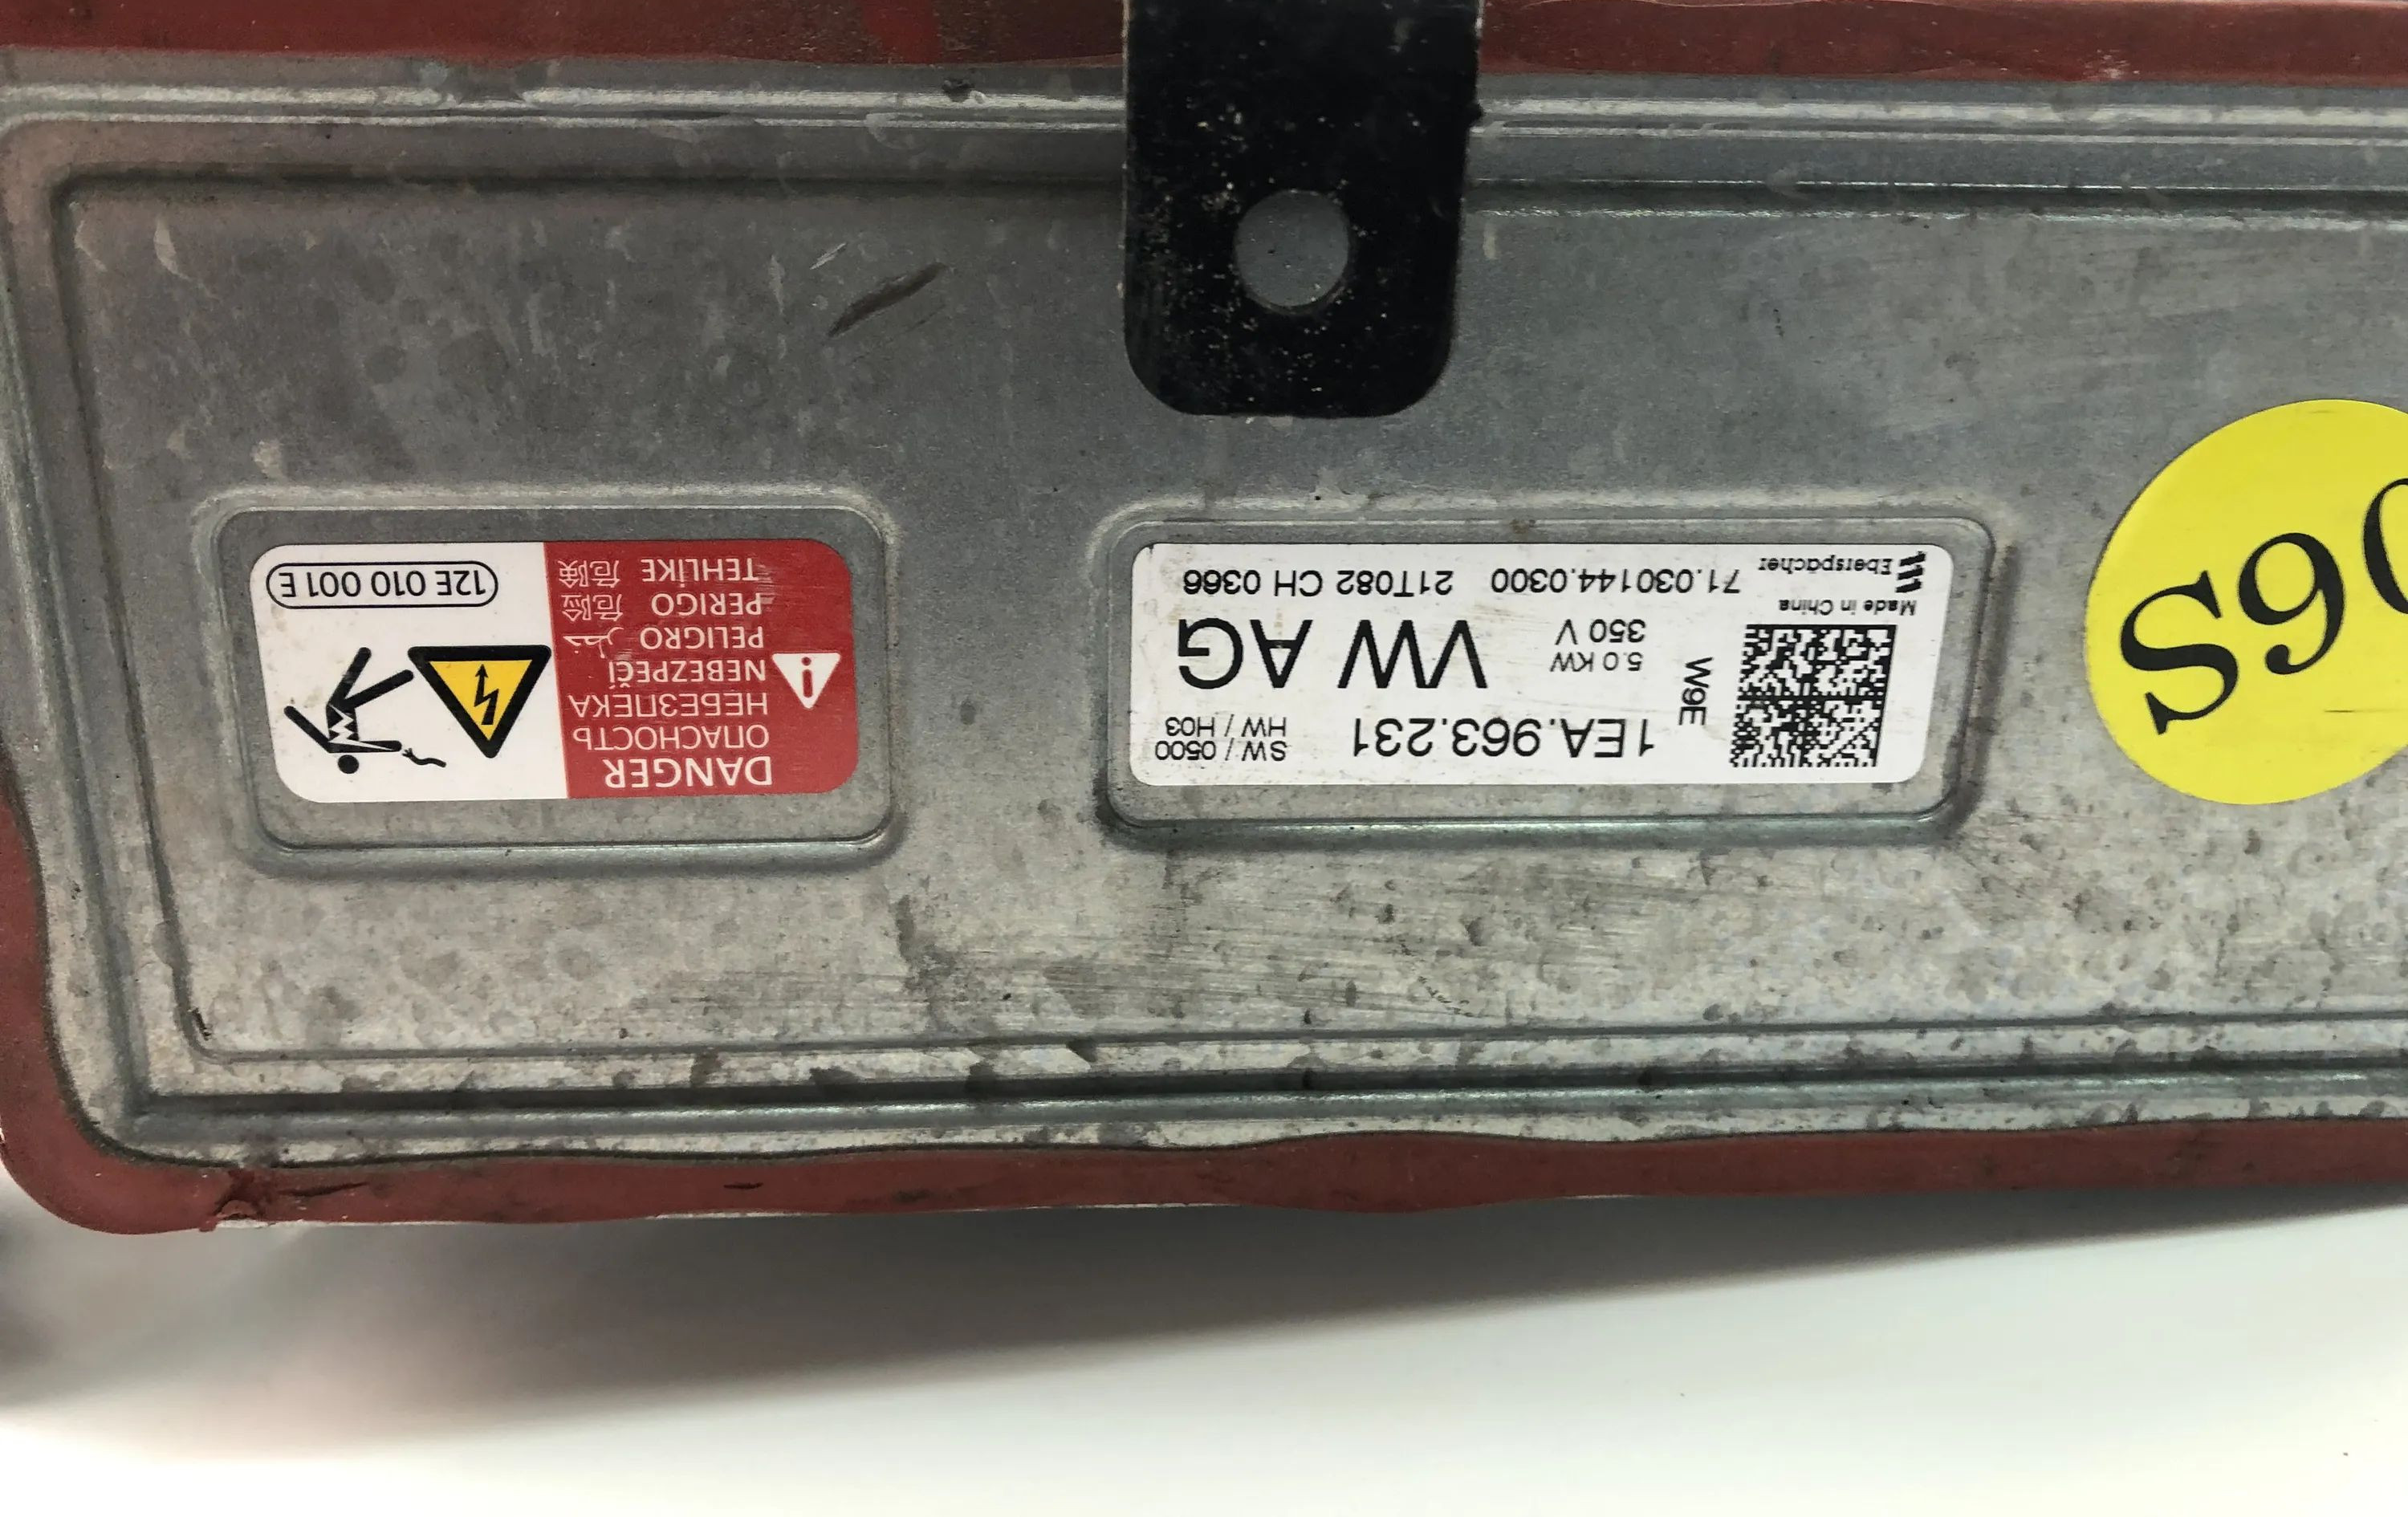 1EA.963.231 SW / 0500
HW / H03
W9E
5.0 KW
350 V
VW AG
Made in China
Eberspächer 71.030144.0300 21T082 CH 0366
DANGER
ОПАСНОСТЬ
НЕБЕЗПЕКА
NEBEZPEČÍ
PELIGRO خطر
PERIGO 危险
TEHLİKE 危険
12E 010 001 E